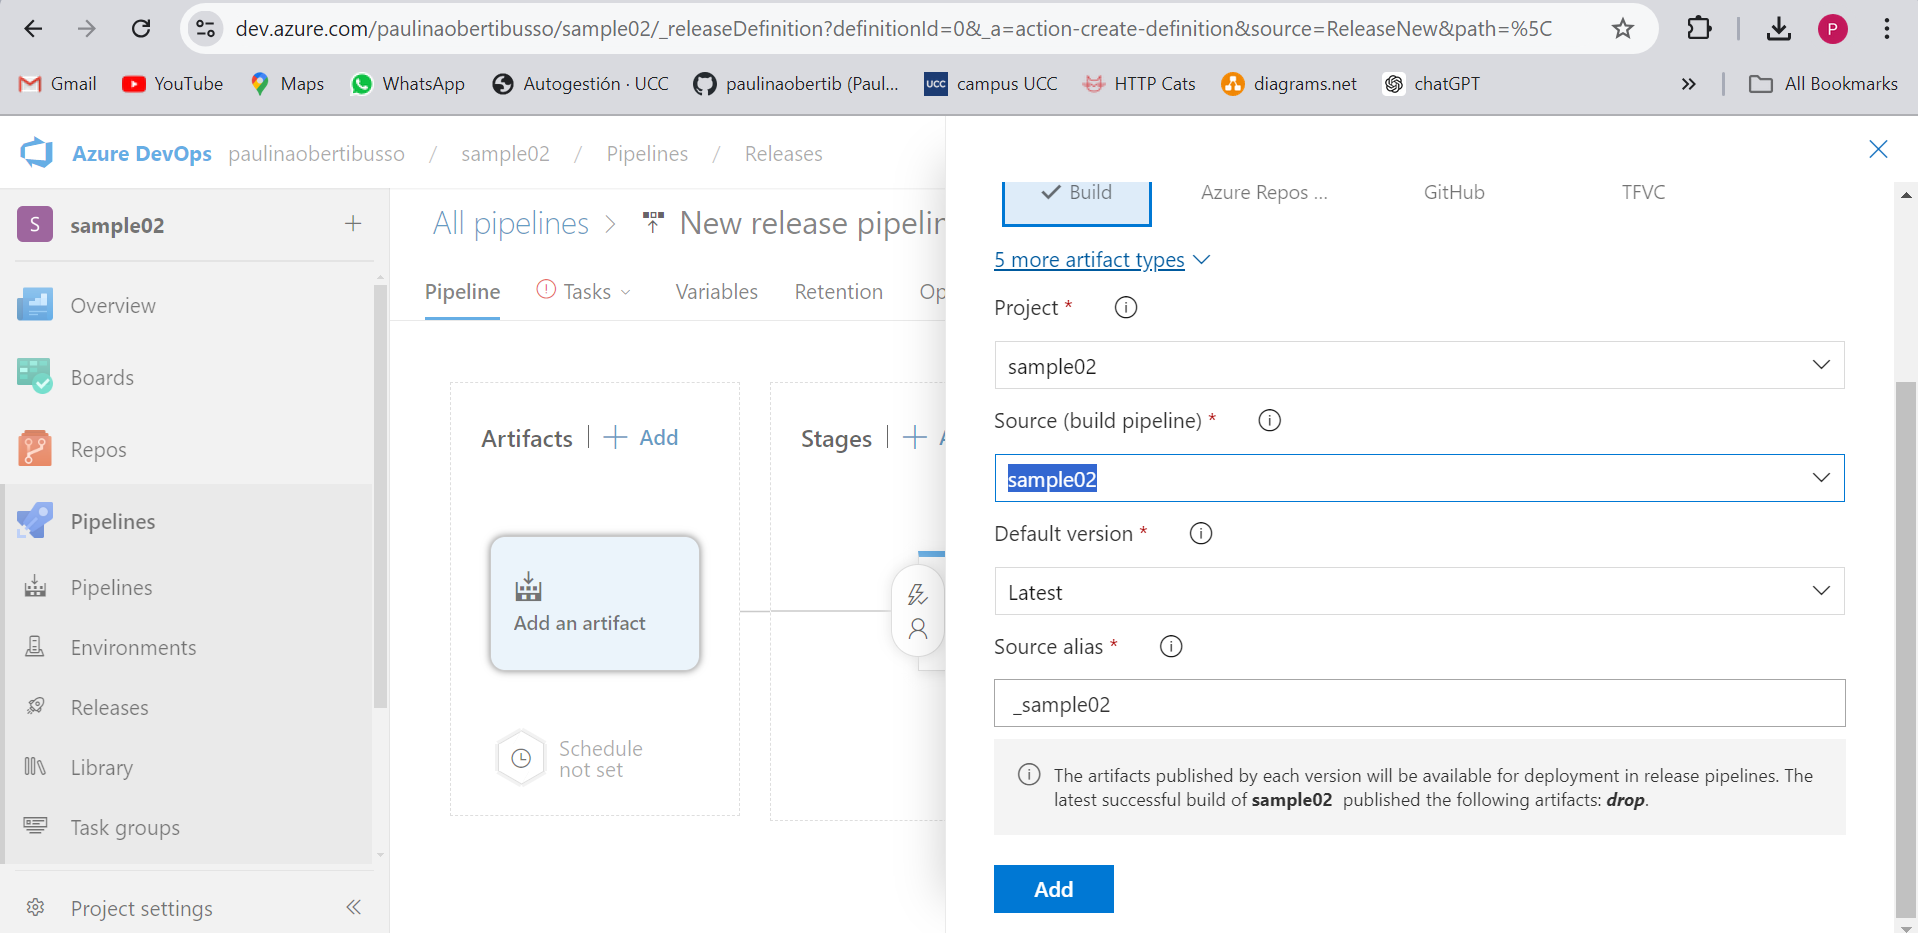 dev.azure.com/paulinaobertibusso/sample02/_releaseDefinition?definitionId=0&_a=action-create-definition&source=ReleaseNew&path=%5C
P
Gmail
YouTube
Maps
WhatsApp
Autogestión · UCC
paulinaobertib (Paul...
UCC
campus UCC
HTTP Cats
diagrams.net
chatGPT
»
All Bookmarks
Azure DevOps
paulinaobertibusso / sample02 / Pipelines / Releases
S
sample02
+
Overview
Boards
Repos
Pipelines
Pipelines
Environments
Releases
Library
Task groups
Project settings
All pipelines > New release pipelin
Pipeline
Tasks
Variables
Retention
Op
Artifacts | + Add
Add an artifact
Schedule
not set
Stages | + A
Build
Azure Repos ...
GitHub
TFVC
5 more artifact types
Project *
sample02
Source (build pipeline) *
sample02
Default version *
Latest
Source alias *
_sample02
The artifacts published by each version will be available for deployment in release pipelines. The
latest successful build of sample02 published the following artifacts: drop.
Add